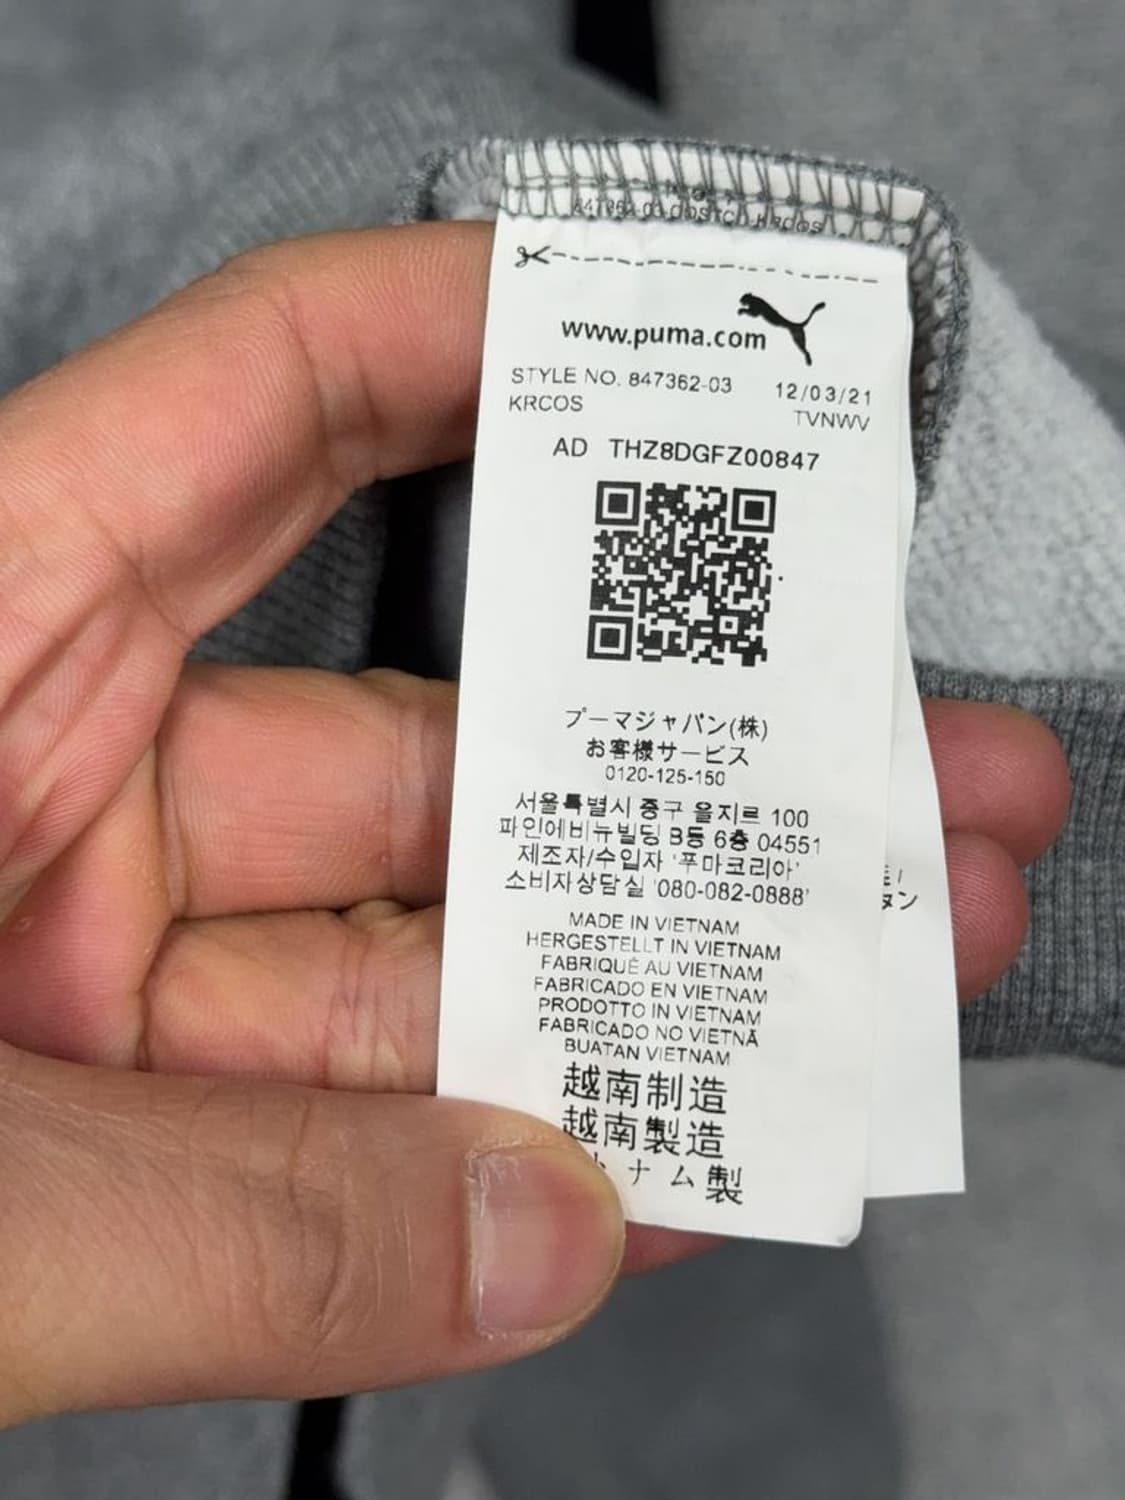 www.puma.com
STYLE NO. 847362-03 12/03/21
KRCOS TVNWV
AD THZ8DGFZ00847
プーマジャパン(株)
お客様サービス
0120-125-150
서울특별시 중구 을지르 100
파인에비뉴빌딩 B동 6층 04551
제조자/수입자 '푸마코리아'
소비자상담실 '080-082-0888'
MADE IN VIETNAM
HERGESTELLT IN VIETNAM
FABRIQUÉ AU VIETNAM
FABRICADO EN VIETNAM
PRODOTTO IN VIETNAM
FABRICADO NO VIETNÃ
BUATAN VIETNAM
越南制造
越南製造
ナム製